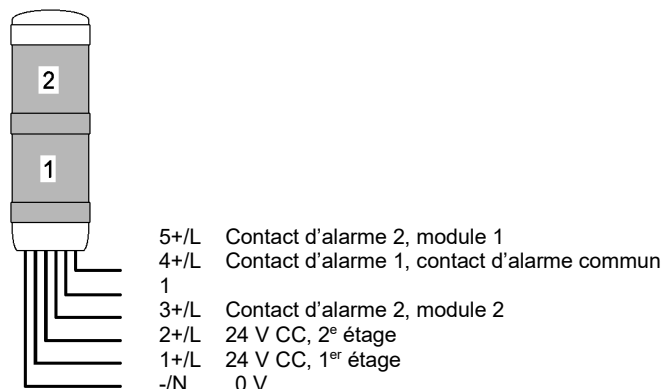 2
1
5+/L Contact d’alarme 2, module 1
4+/L Contact d’alarme 1, contact d’alarme commun
1
3+/L Contact d’alarme 2, module 2
2+/L 24 V CC, 2e étage
1+/L 24 V CC, 1er étage
-/N 0 V